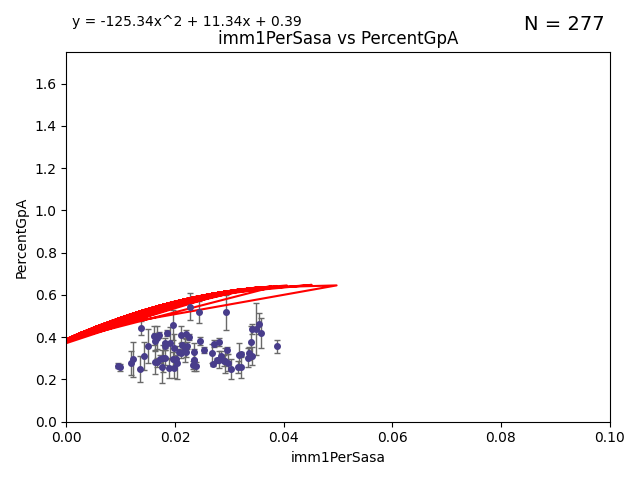 y = -125.34x^2 + 11.34x + 0.39
N = 277
imm1PerSasa vs PercentGpA
1.6
1.4
1.2
1.0
0.8
0.6
0.4
0.2
0.0
PercentGpA
0.00 0.02 0.04 0.06 0.08 0.10
imm1PerSasa